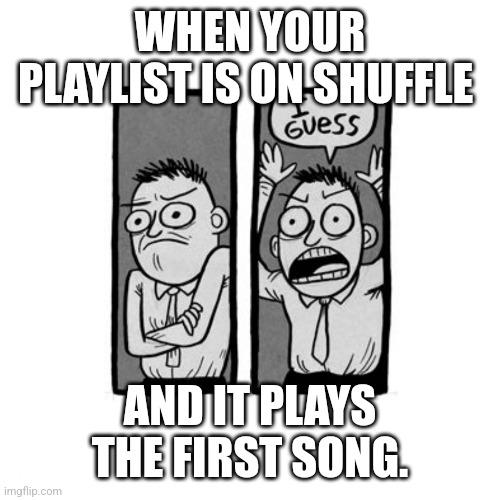 WHEN YOUR
PLAYLIST IS ON SHUFFLE
I
GUESS
AND IT PLAYS
THE FIRST SONG.
imgflip.com